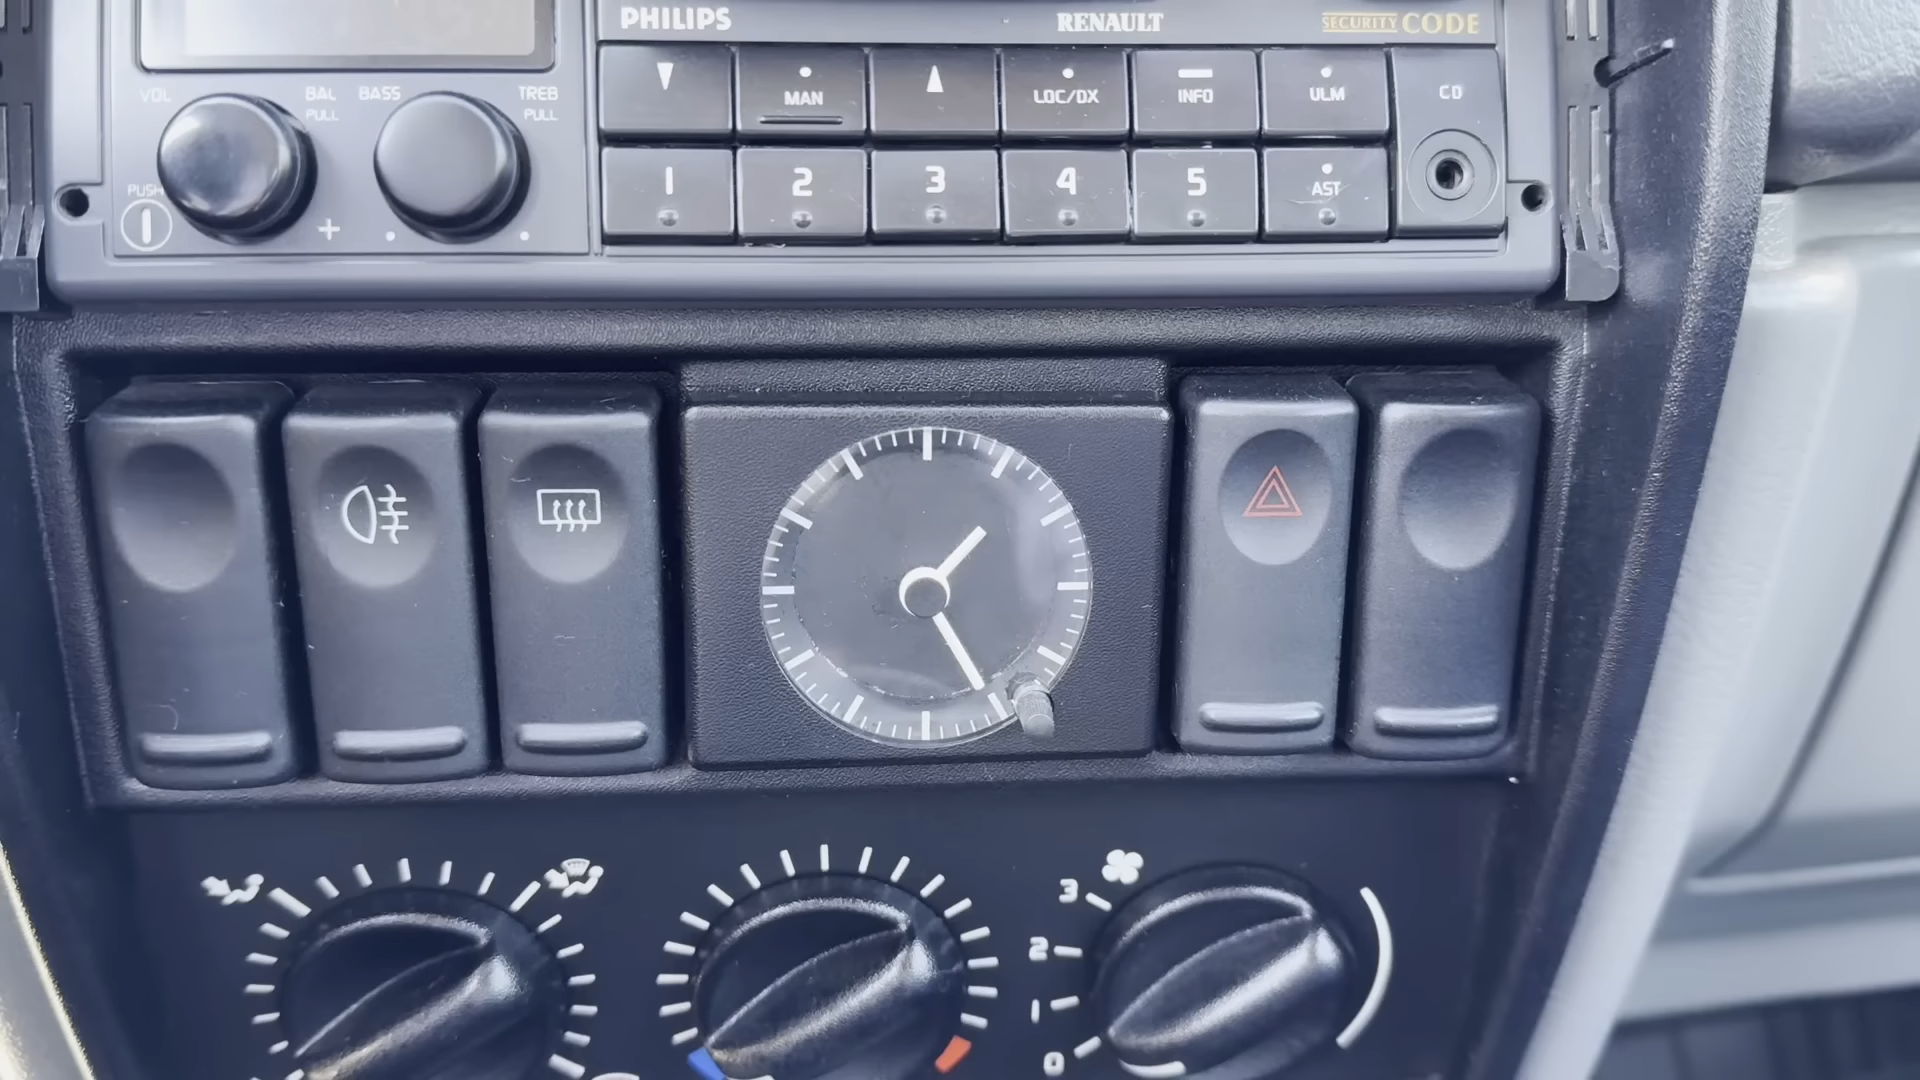 PHILIPS RENAULT SECURITY CODE
VOL BAL PULL BASS TREB PULL
MAN LOC/DX INFO ULM CD
PUSH
1 2 3 4 5 AST
3
2
1
0